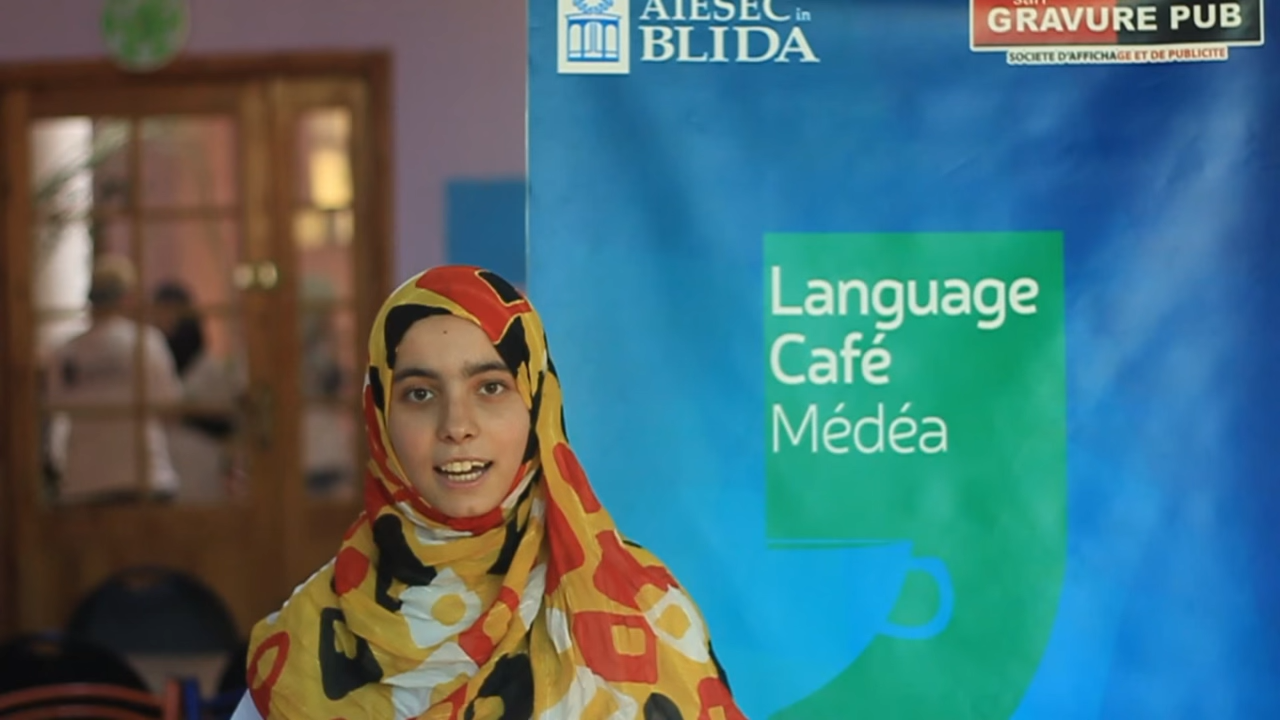 AIESEC in
BLIDA
GRAVURE PUB
SOCIETE D'AFFICHAGE ET DE PUBLICITE
Language
Café
Médéa